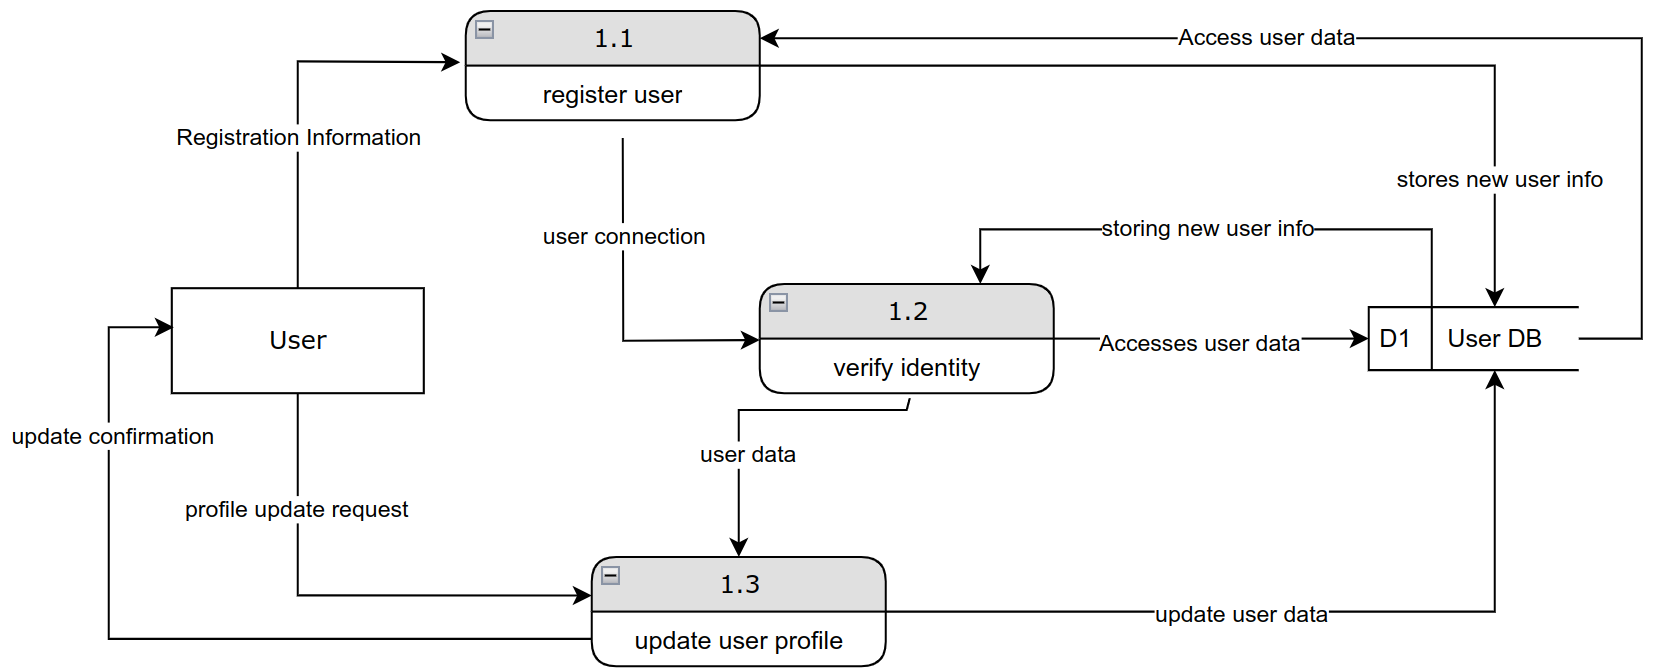 1.1
Access user data
register user
Registration Information
stores new user info
user connection
storing new user info
1.2
User
D1
User DB
Accesses user data
verify identity
update confirmation
user data
profile update request
1.3
update user data
update user profile